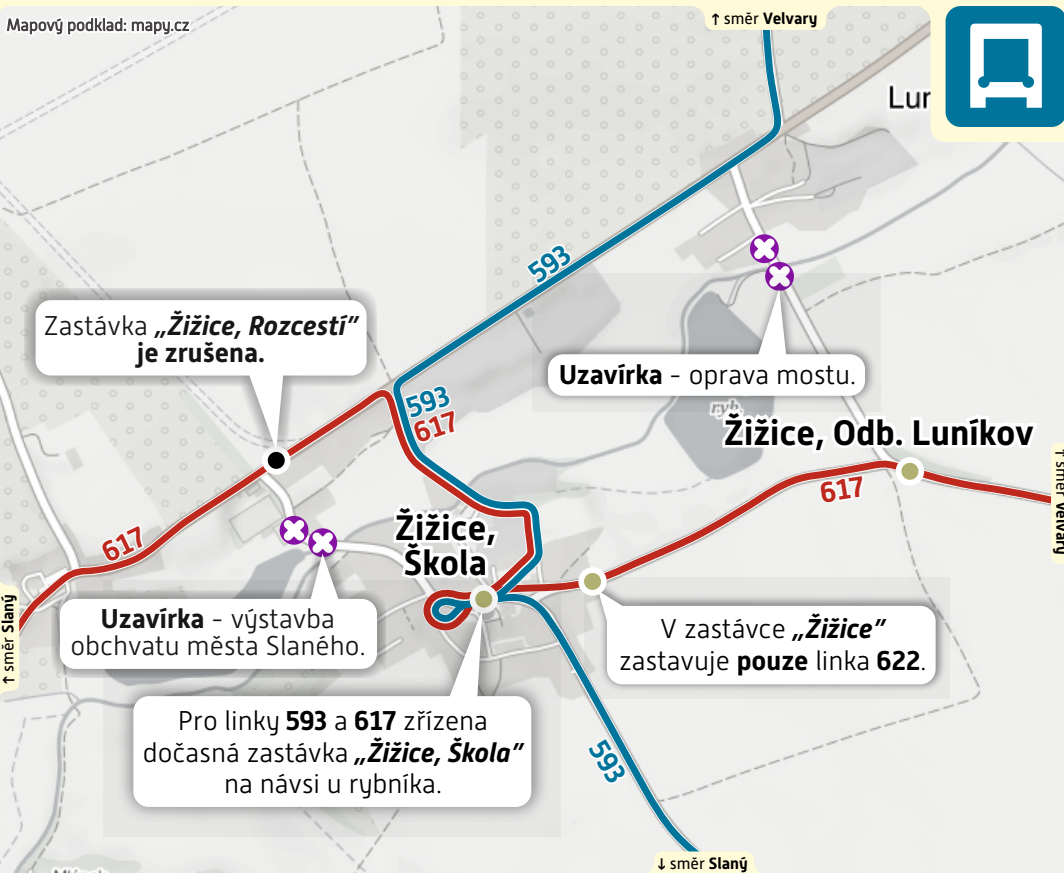 Mapový podklad: mapy.cz
↑ směr Velvary
593
Zastávka „Žižice, Rozcestí”
je zrušena.
Uzavírka - oprava mostu.
593
617
ryb.
Žižice, Odb. Luníkov
617
↑ směr Velvary
617
Žižice,
Škola
↑ směr Slaný
Uzavírka - výstavba
obchvatu města Slaného.
V zastávce „Žižice”
zastavuje pouze linka 622.
Pro linky 593 a 617 zřízena
dočasná zastávka „Žižice, Škola”
na návsi u rybníka.
593
↓ směr Slaný